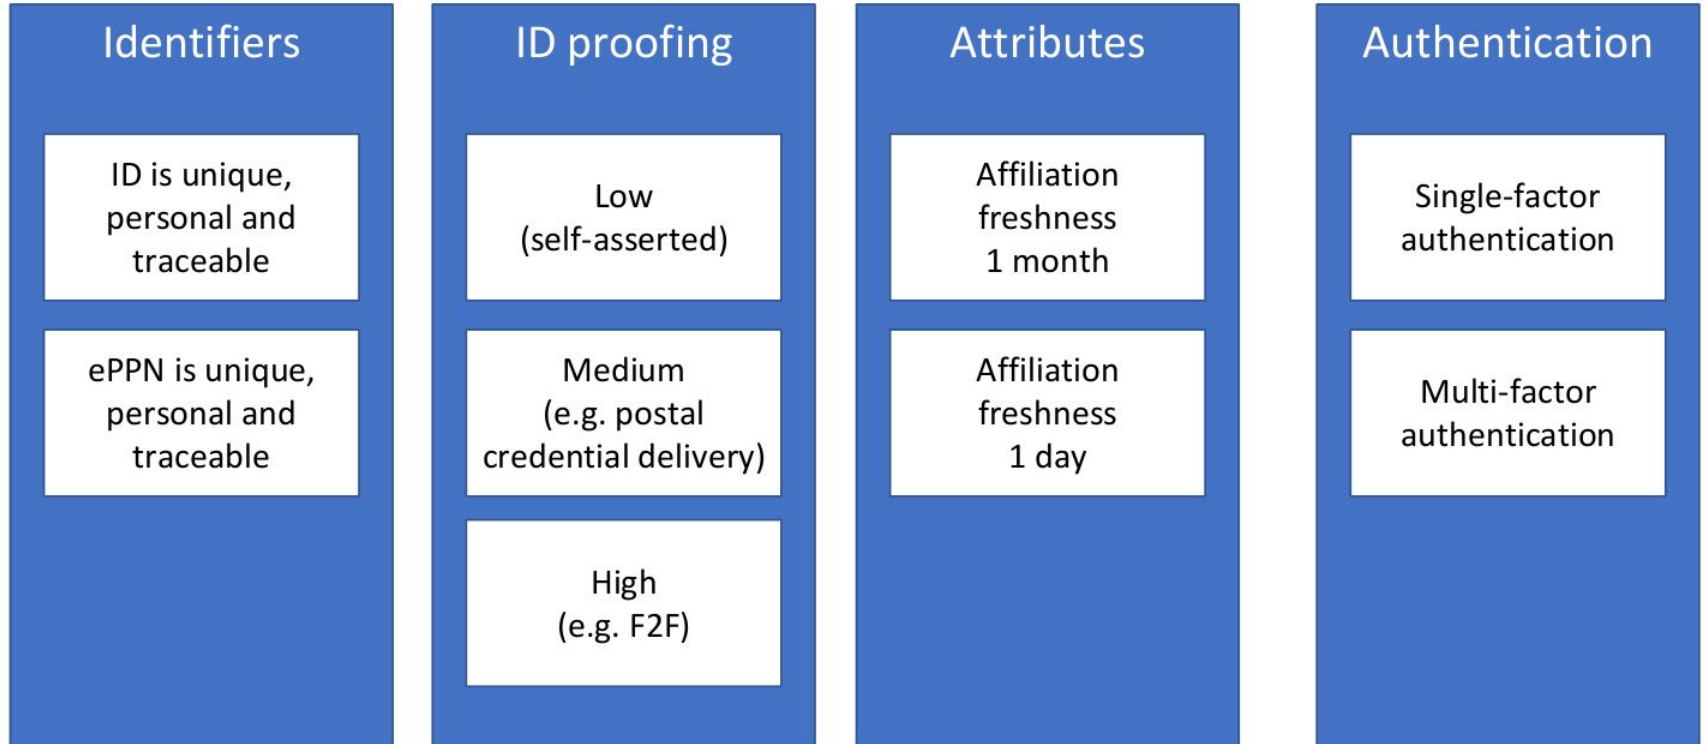 Identifiers
ID is unique,
personal and
traceable
ePPN is unique,
personal and
traceable
ID proofing
Low
(self-asserted)
Medium
(e.g. postal
credential delivery)
High
(e.g. F2F)
Attributes
Affiliation
freshness
1 month
Affiliation
freshness
1 day
Authentication
Single-factor
authentication
Multi-factor
authentication